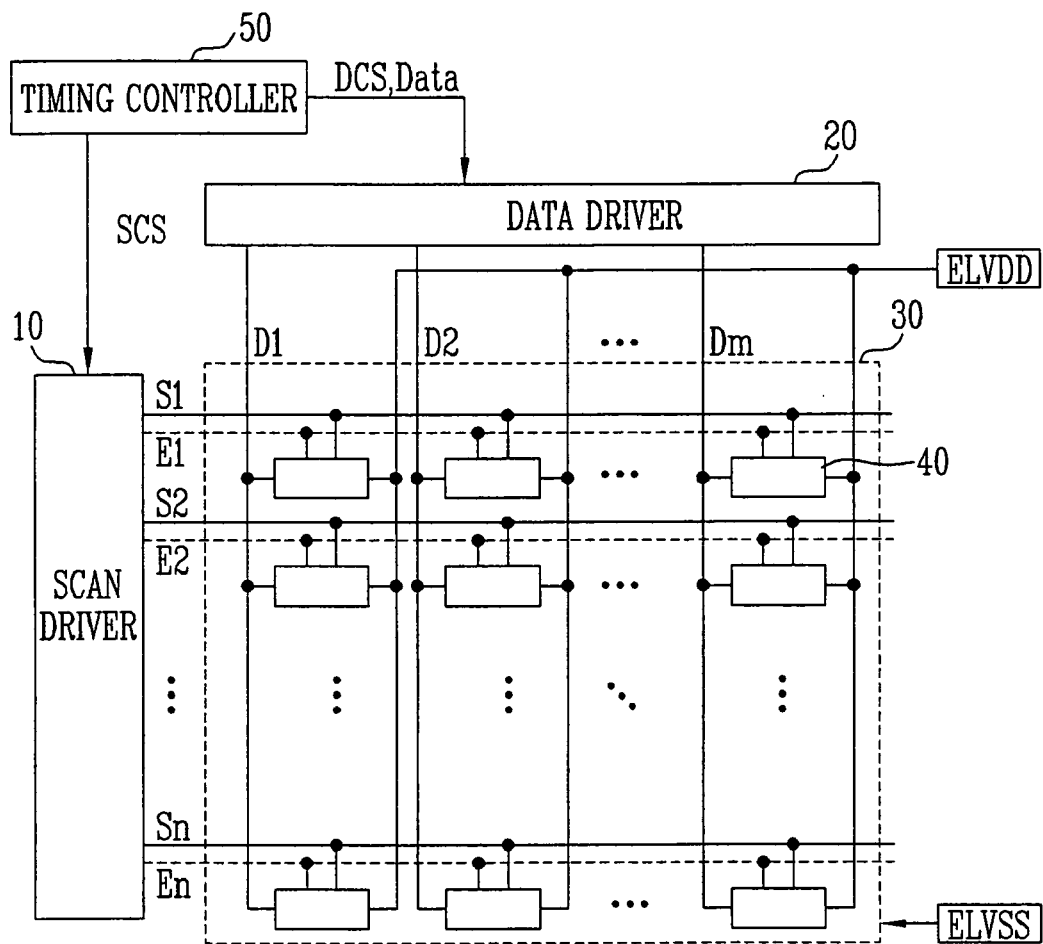 50
TIMING CONTROLLER
DCS,Data
20
SCS
DATA DRIVER
ELVDD
10
D1
D2
...
Dm
30
S1
E1
...
40
S2
E2
...
SCAN
DRIVER
Sn
En
...
ELVSS